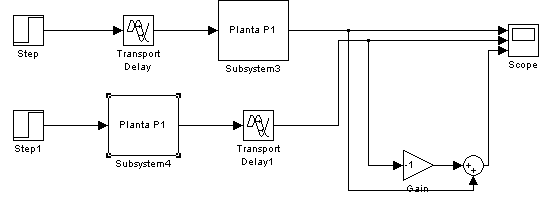 Step
Transport
Delay
Planta P1
Subsystem3
Scope
Step1
Planta P1
Subsystem4
Transport
Delay1
-1
Gain
+
+